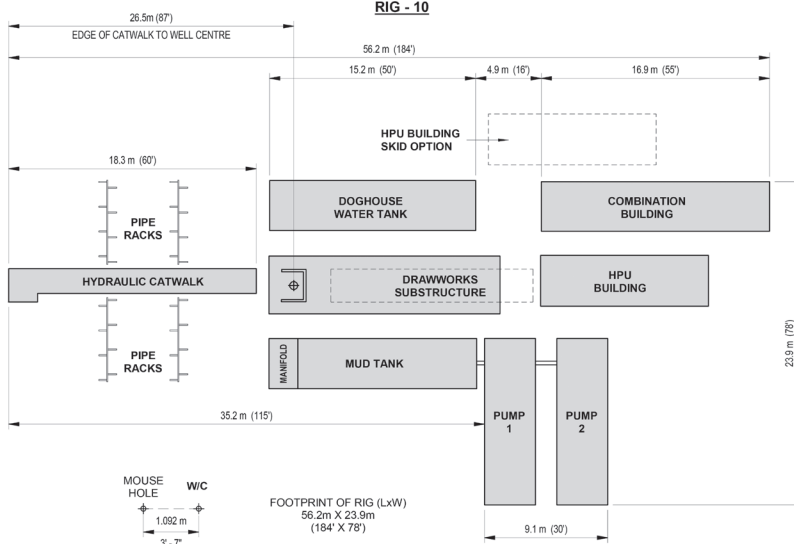 RIG - 10
26.5m (87')
EDGE OF CATWALK TO WELL CENTRE
56.2 m (184')
15.2 m (50')
4.9 m (16')
16.9 m (55')
HPU BUILDING
SKID OPTION
18.3 m (60')
PIPE
RACKS
DOGHOUSE
WATER TANK
COMBINATION
BUILDING
HYDRAULIC CATWALK
DRAWWORKS
SUBSTRUCTURE
HPU
BUILDING
23.9 m (78')
PIPE
RACKS
MANIFOLD
MUD TANK
35.2 m (115')
PUMP
1
PUMP
2
MOUSE
HOLE
W/C
1.092 m
3' - 7"
FOOTPRINT OF RIG (LxW)
56.2m X 23.9m
(184' X 78')
9.1 m (30')